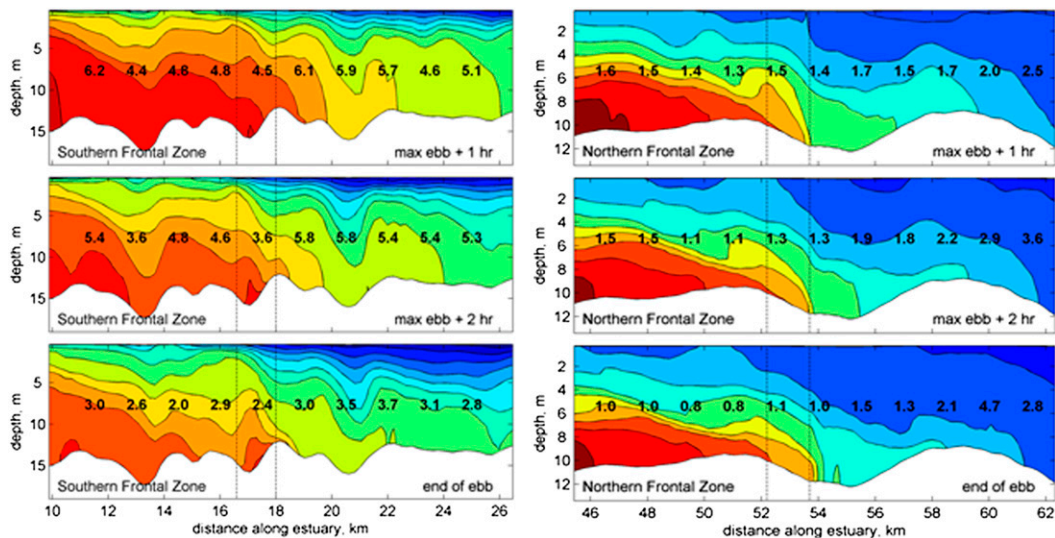 depth, m
5
10
15
6.2 4.4 4.8 4.8 4.5 6.1 5.9 5.7 4.6 5.1
Southern Frontal Zone
max ebb + 1 hr
depth, m
5
10
15
5.4 3.6 4.8 4.6 3.6 5.8 5.8 5.4 5.4 5.3
Southern Frontal Zone
max ebb + 2 hr
depth, m
5
10
15
3.0 2.6 2.0 2.9 2.4 3.0 3.5 3.7 3.1 2.8
Southern Frontal Zone
end of ebb
10 12 14 16 18 20 22 24 26
distance along estuary, km
depth, m
2
4
6
8
10
12
1.6 1.5 1.4 1.3 1.5 1.4 1.7 1.5 1.7 2.0 2.5
Northern Frontal Zone
max ebb + 1 hr
depth, m
2
4
6
8
10
12
1.5 1.5 1.1 1.1 1.3 1.3 1.9 1.8 2.2 2.9 3.6
Northern Frontal Zone
max ebb + 2 hr
depth, m
2
4
6
8
10
12
1.0 1.0 0.8 0.8 1.1 1.0 1.5 1.3 2.1 4.7 2.8
Northern Frontal Zone
end of ebb
46 48 50 52 54 56 58 60 62
distance along estuary, km